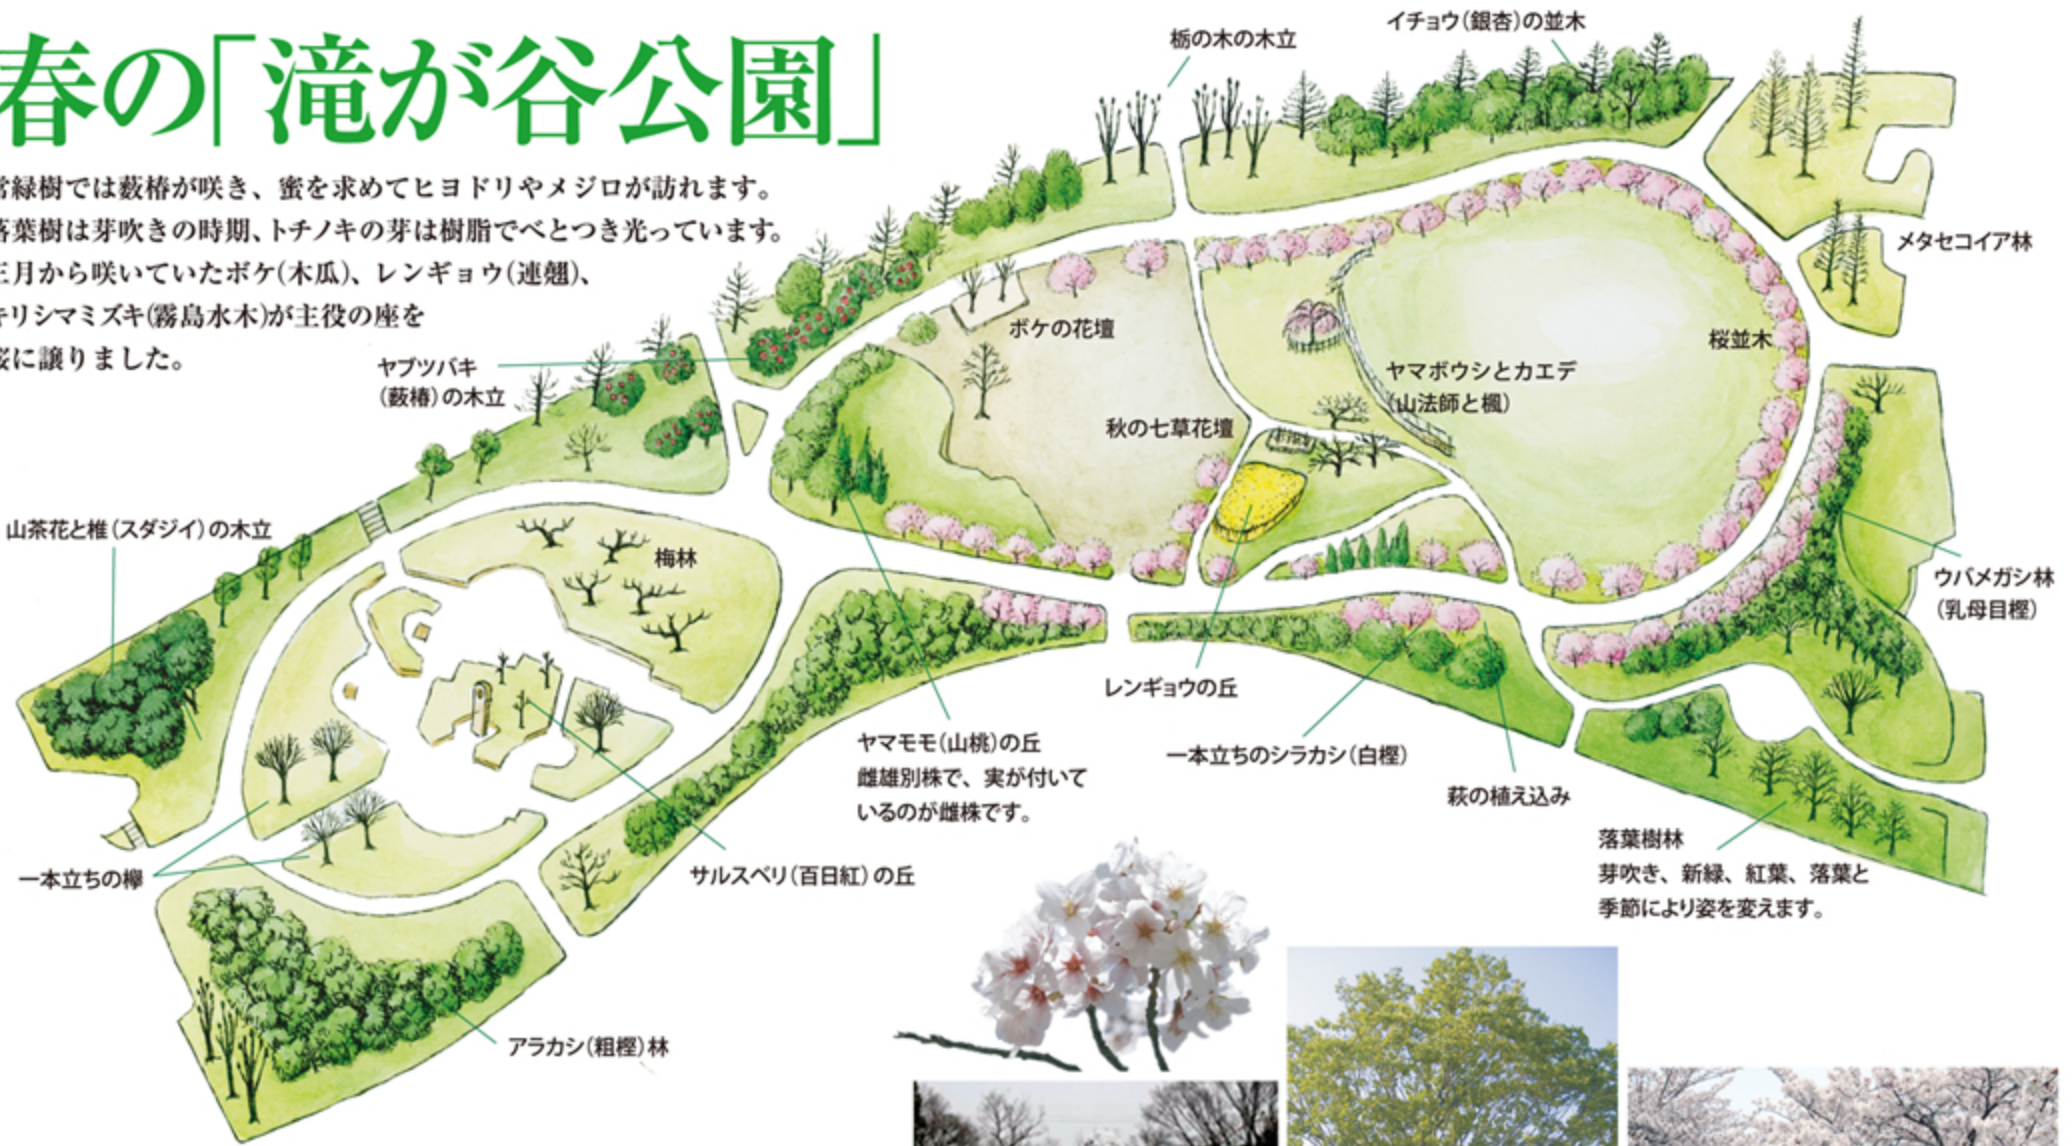 春の「滝が谷公園」
常緑樹では薮椿が咲き、蜜を求めてヒヨドリやメジロが訪れます。
落葉樹は芽吹きの時期、トチノキの芽は樹脂でべとつき光っています。
正月から咲いていたボケ(木瓜)、レンギョウ(連翹)、
キリシマミズキ(霧島水木)が主役の座を
桜に譲りました。
栃の木の木立
イチョウ(銀杏)の並木
メタセコイア林
ヤブツバキ
(薮椿)の木立
ボケの花壇
桜並木
ヤマボウシとカエデ
(山法師と楓)
秋の七草花壇
山茶花と椎(スダジイ)の木立
梅林
ウバメガシ林
(乳母目樫)
レンギョウの丘
ヤマモモ(山桃)の丘
雌雄別株で、実が付いて
いるのが雌株です。
一本立ちのシラカシ(白樫)
萩の植え込み
落葉樹林
芽吹き、新緑、紅葉、落葉と
季節により姿を変えます。
一本立ちの欅
サルスベリ(百日紅)の丘
アラカシ(粗樫)林